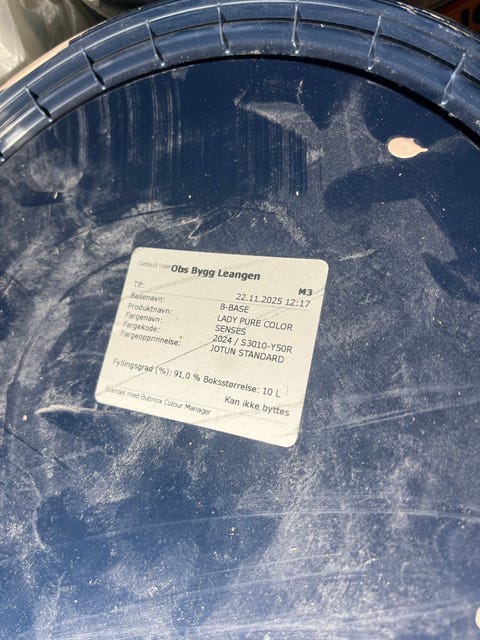 Default User Obs Bygg Leangen
Tlf: M3
22.11.2025 12:17
Basenavn: B-BASE
Produktnavn: LADY PURE COLOR
Fargenavn: SENSES
Fargekode: 2024 / S3010-Y50R
Fargeopprinnelse: JOTUN STANDARD
Fyllingsgrad (%): 91,0 % Boksstørrelse: 10 L
Kan ikke byttes
Blandet med Butinox Colour Manager